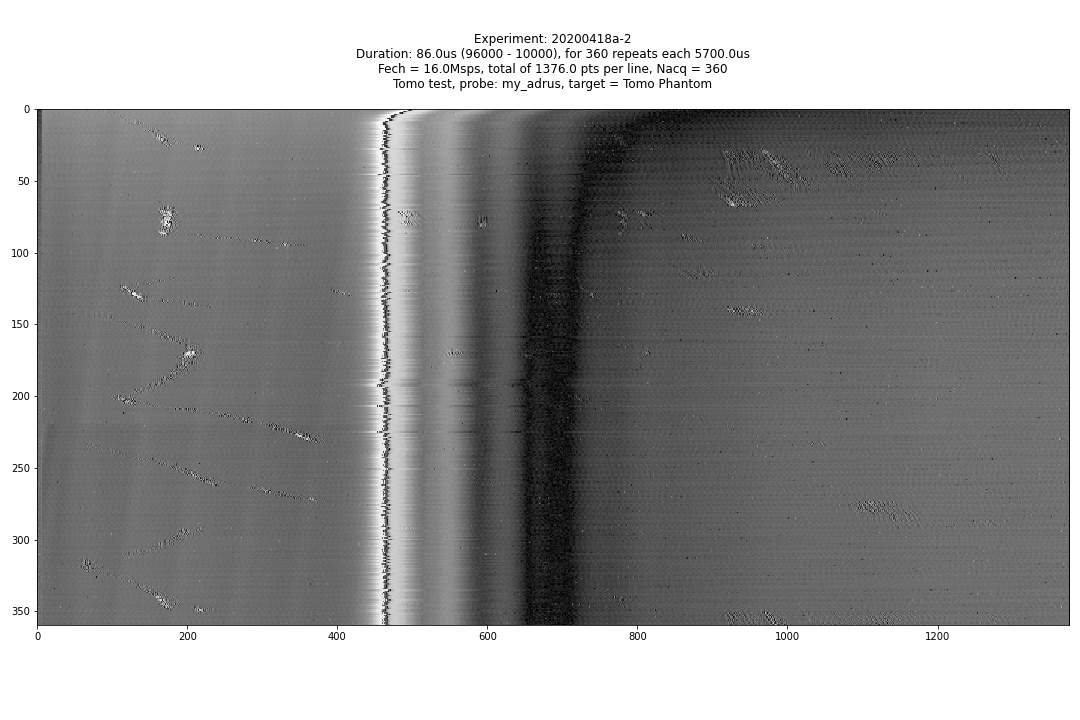 Experiment: 20200418a-2
Duration: 86.0us (96000 - 10000), for 360 repeats each 5700.0us
Fech = 16.0Msps, total of 1376.0 pts per line, Nacq = 360
Tomo test, probe: my_adrus, target = Tomo Phantom
0
50
100
150
200
250
300
350
0 200 400 600 800 1000 1200